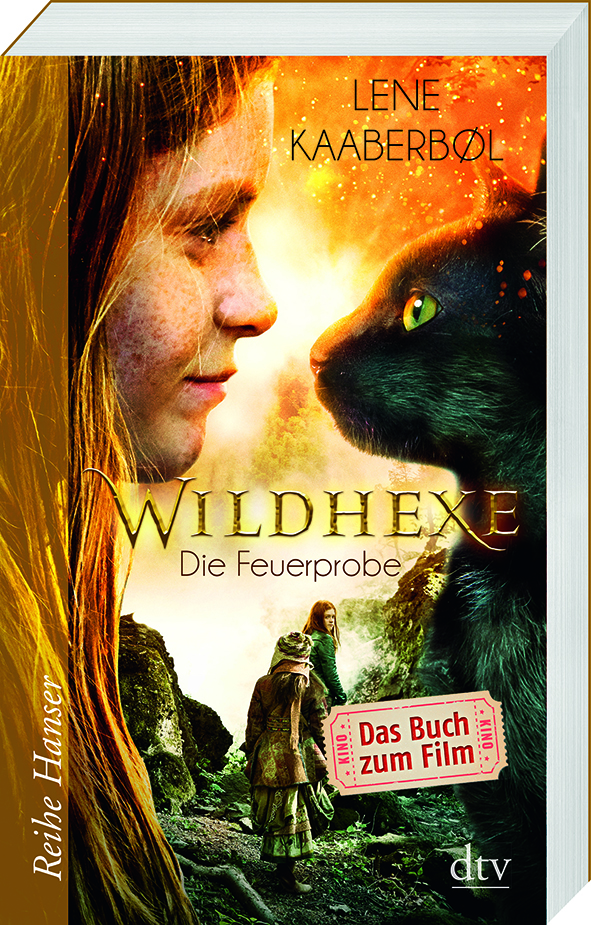 LENE
KAABERBØL
WILDHEXE
Die Feuerprobe
KINO
Das Buch
zum Film
KINO
Reihe Hanser
dtv